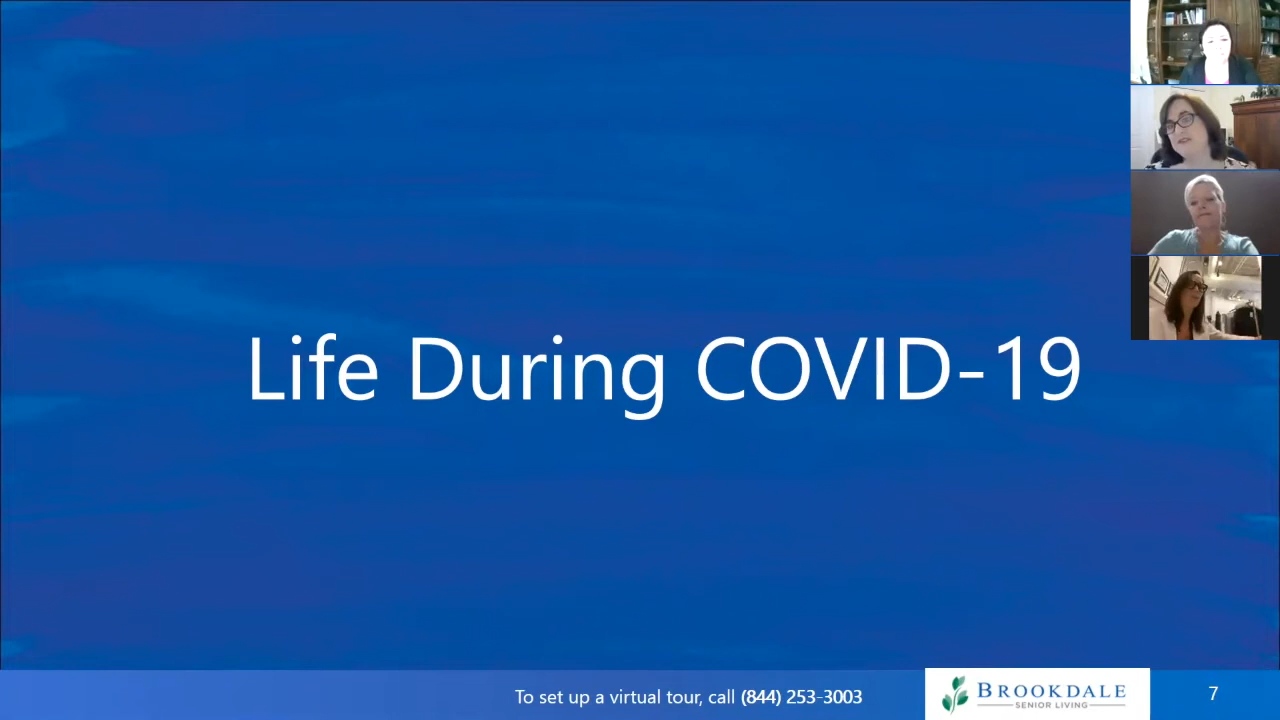 Life During COVID-19
To set up a virtual tour, call (844) 253-3003
BROOKDALE
SENIOR LIVING
7